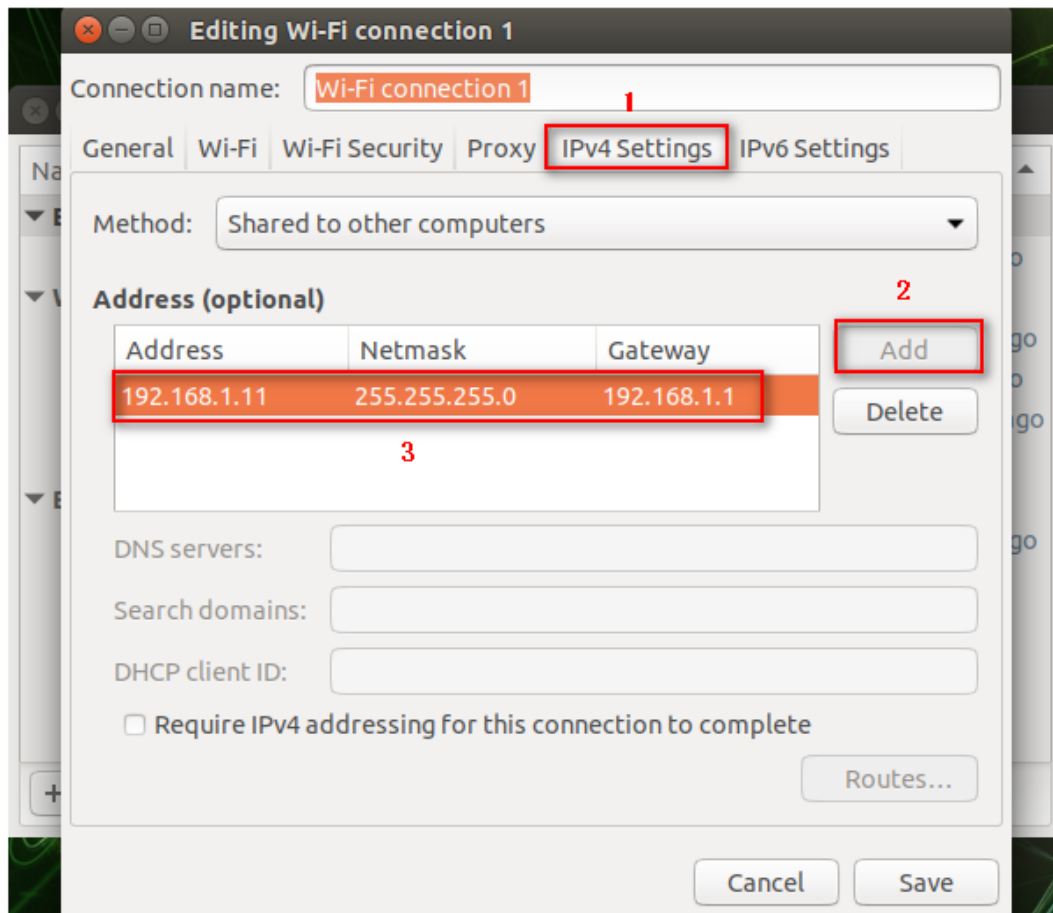 Editing Wi-Fi connection 1
Connection name: Wi-Fi connection 1
1
General Wi-Fi Wi-Fi Security Proxy IPv4 Settings IPv6 Settings
Method: Shared to other computers
Address (optional)
2
Address Netmask Gateway Add
192.168.1.11 255.255.255.0 192.168.1.1
Delete
3
DNS servers:
Search domains:
DHCP client ID:
Require IPv4 addressing for this connection to complete
Routes...
+
Cancel Save